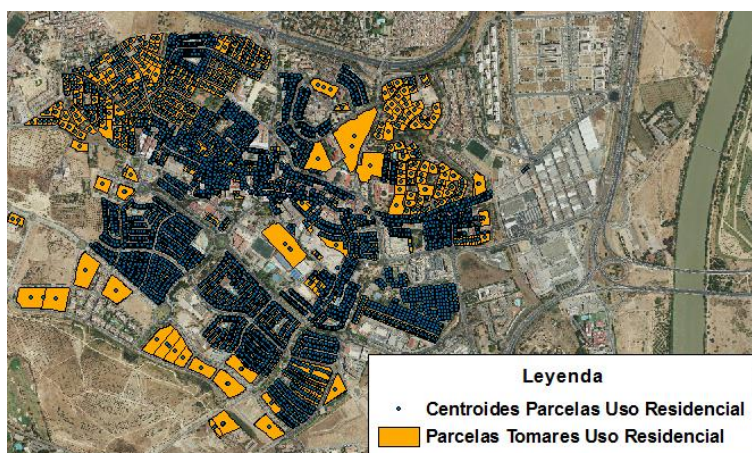 Leyenda
Centroides Parcelas Uso Residencial
Parcelas Tomares Uso Residencial